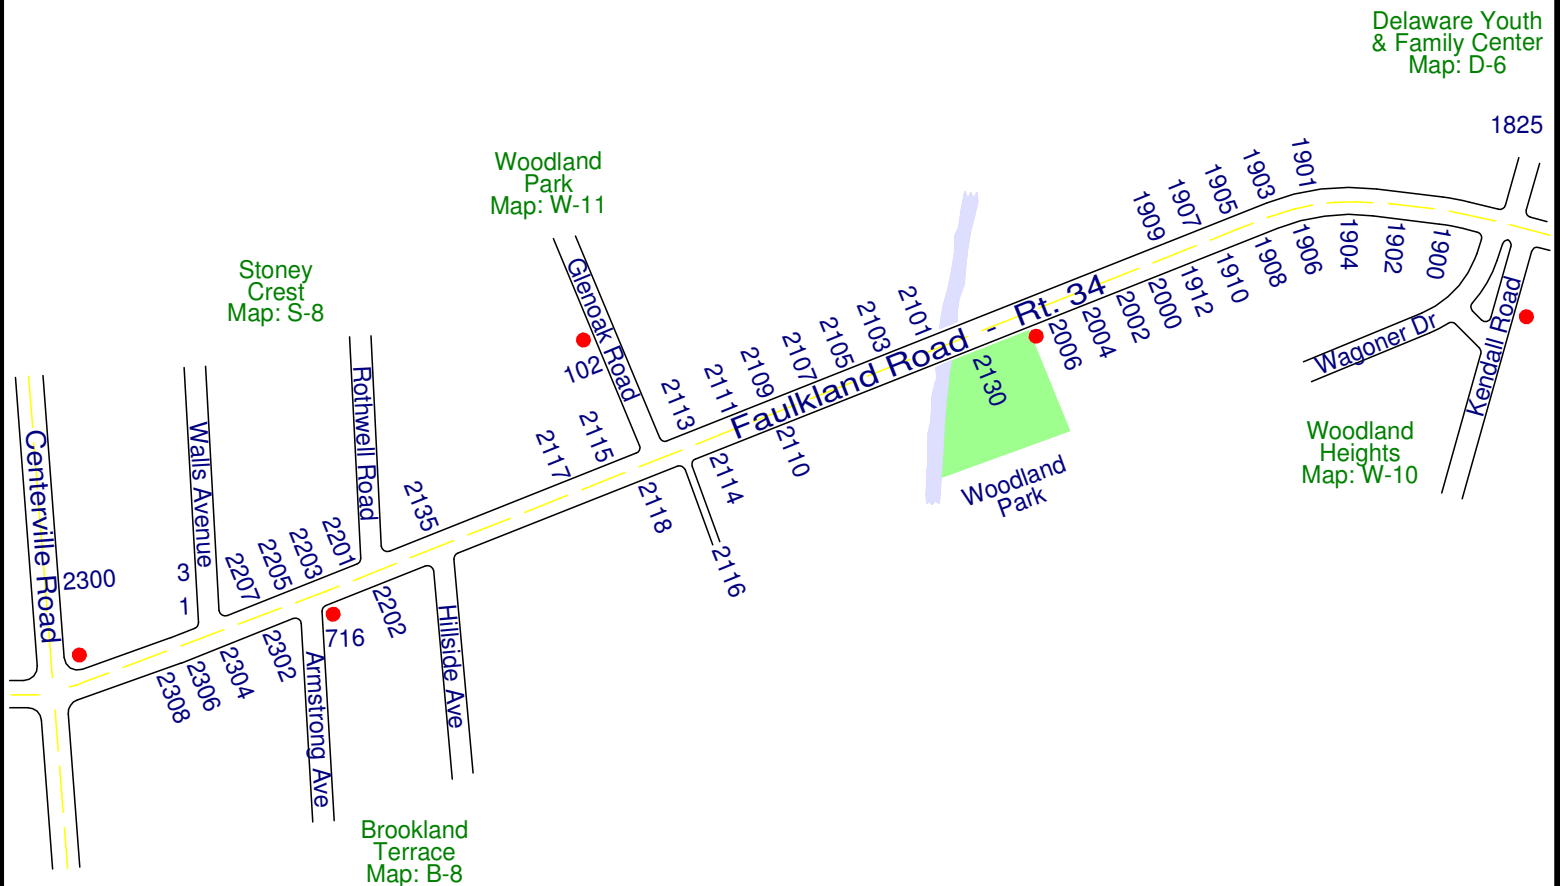 Delaware Youth
& Family Center
Map: D-6
1825
Woodland
Park
Map: W-11
Stoney
Crest
Map: S-8
1901
1903
1905
1907
1909
Glenoak Road
102
2101
2103
2105
2107
2109
2111
2113
2115
2117
Faulkland Road - Rt. 34
1900
1902
1904
1906
1908
1910
1912
2000
2002
2004
2006
2130
Woodland
Park
Wagoner Dr
Kendall Road
Woodland
Heights
Map: W-10
2110
2114
2116
2118
2135
Rothwell Road
Walls Avenue
Centerville Road
2300
3
1
2207
2205
2203
2201
2202
716
2302
2304
2306
2308
Armstrong Ave
Hillside Ave
Brookland
Terrace
Map: B-8